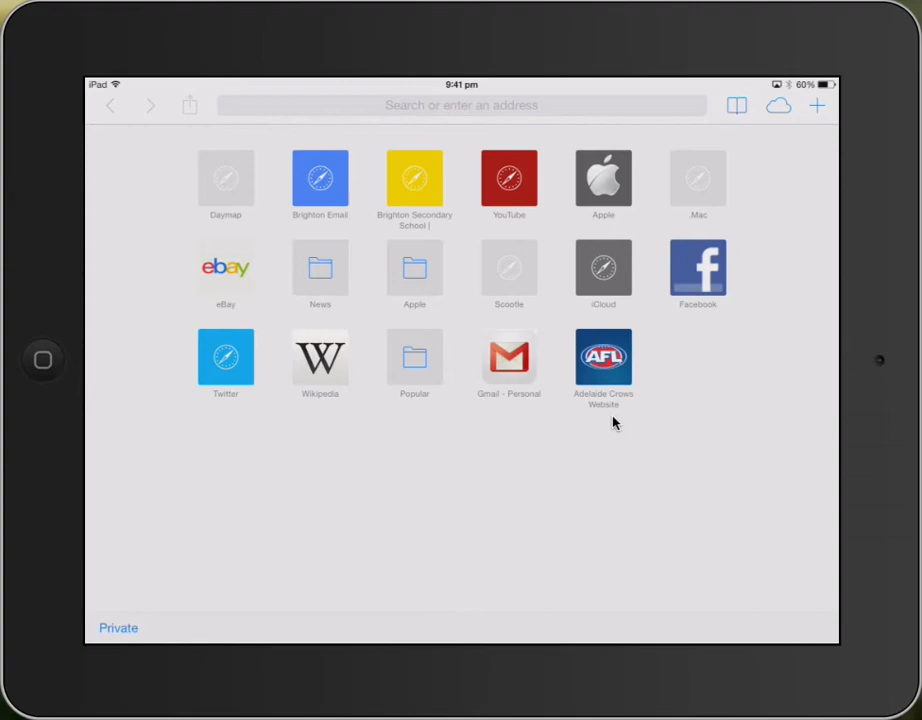 iPad
9:41 pm
60%
Search or enter an address
Daymap
Brighton Email
Brighton Secondary
School |
YouTube
Apple
.Mac
ebay
eBay
News
Apple
Scootle
iCloud
f
Facebook
Twitter
W
Wikipedia
Popular
M
Gmail - Personal
AFL
Adelaide Crows
Website
Private